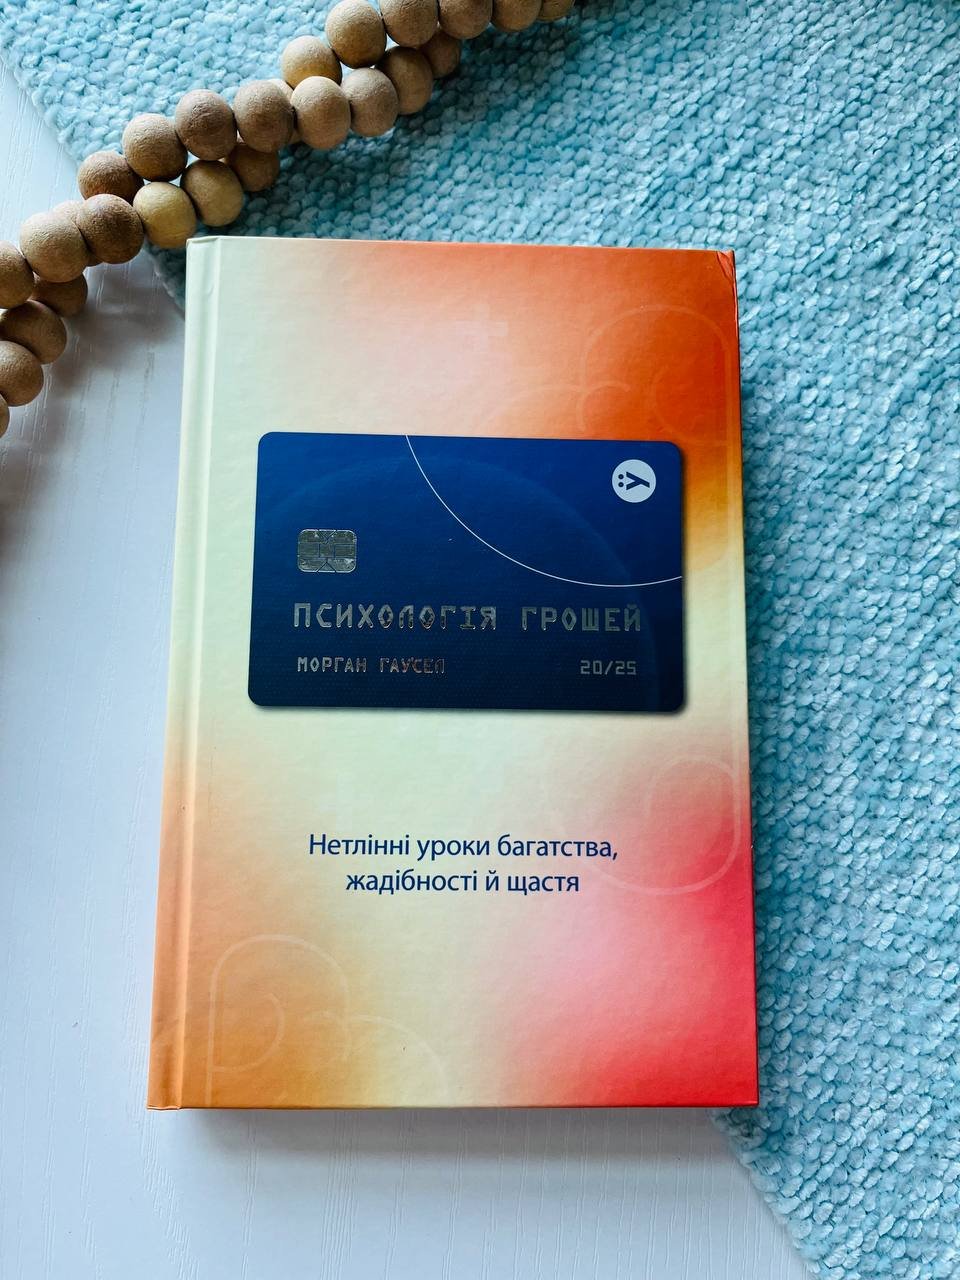 Ÿ
ПСИХОЛОГІЯ ГРОШЕЙ
МОРГАН ГАУСЕЛ 20/25
Нетлінні уроки багатства,
жадібності й щастя